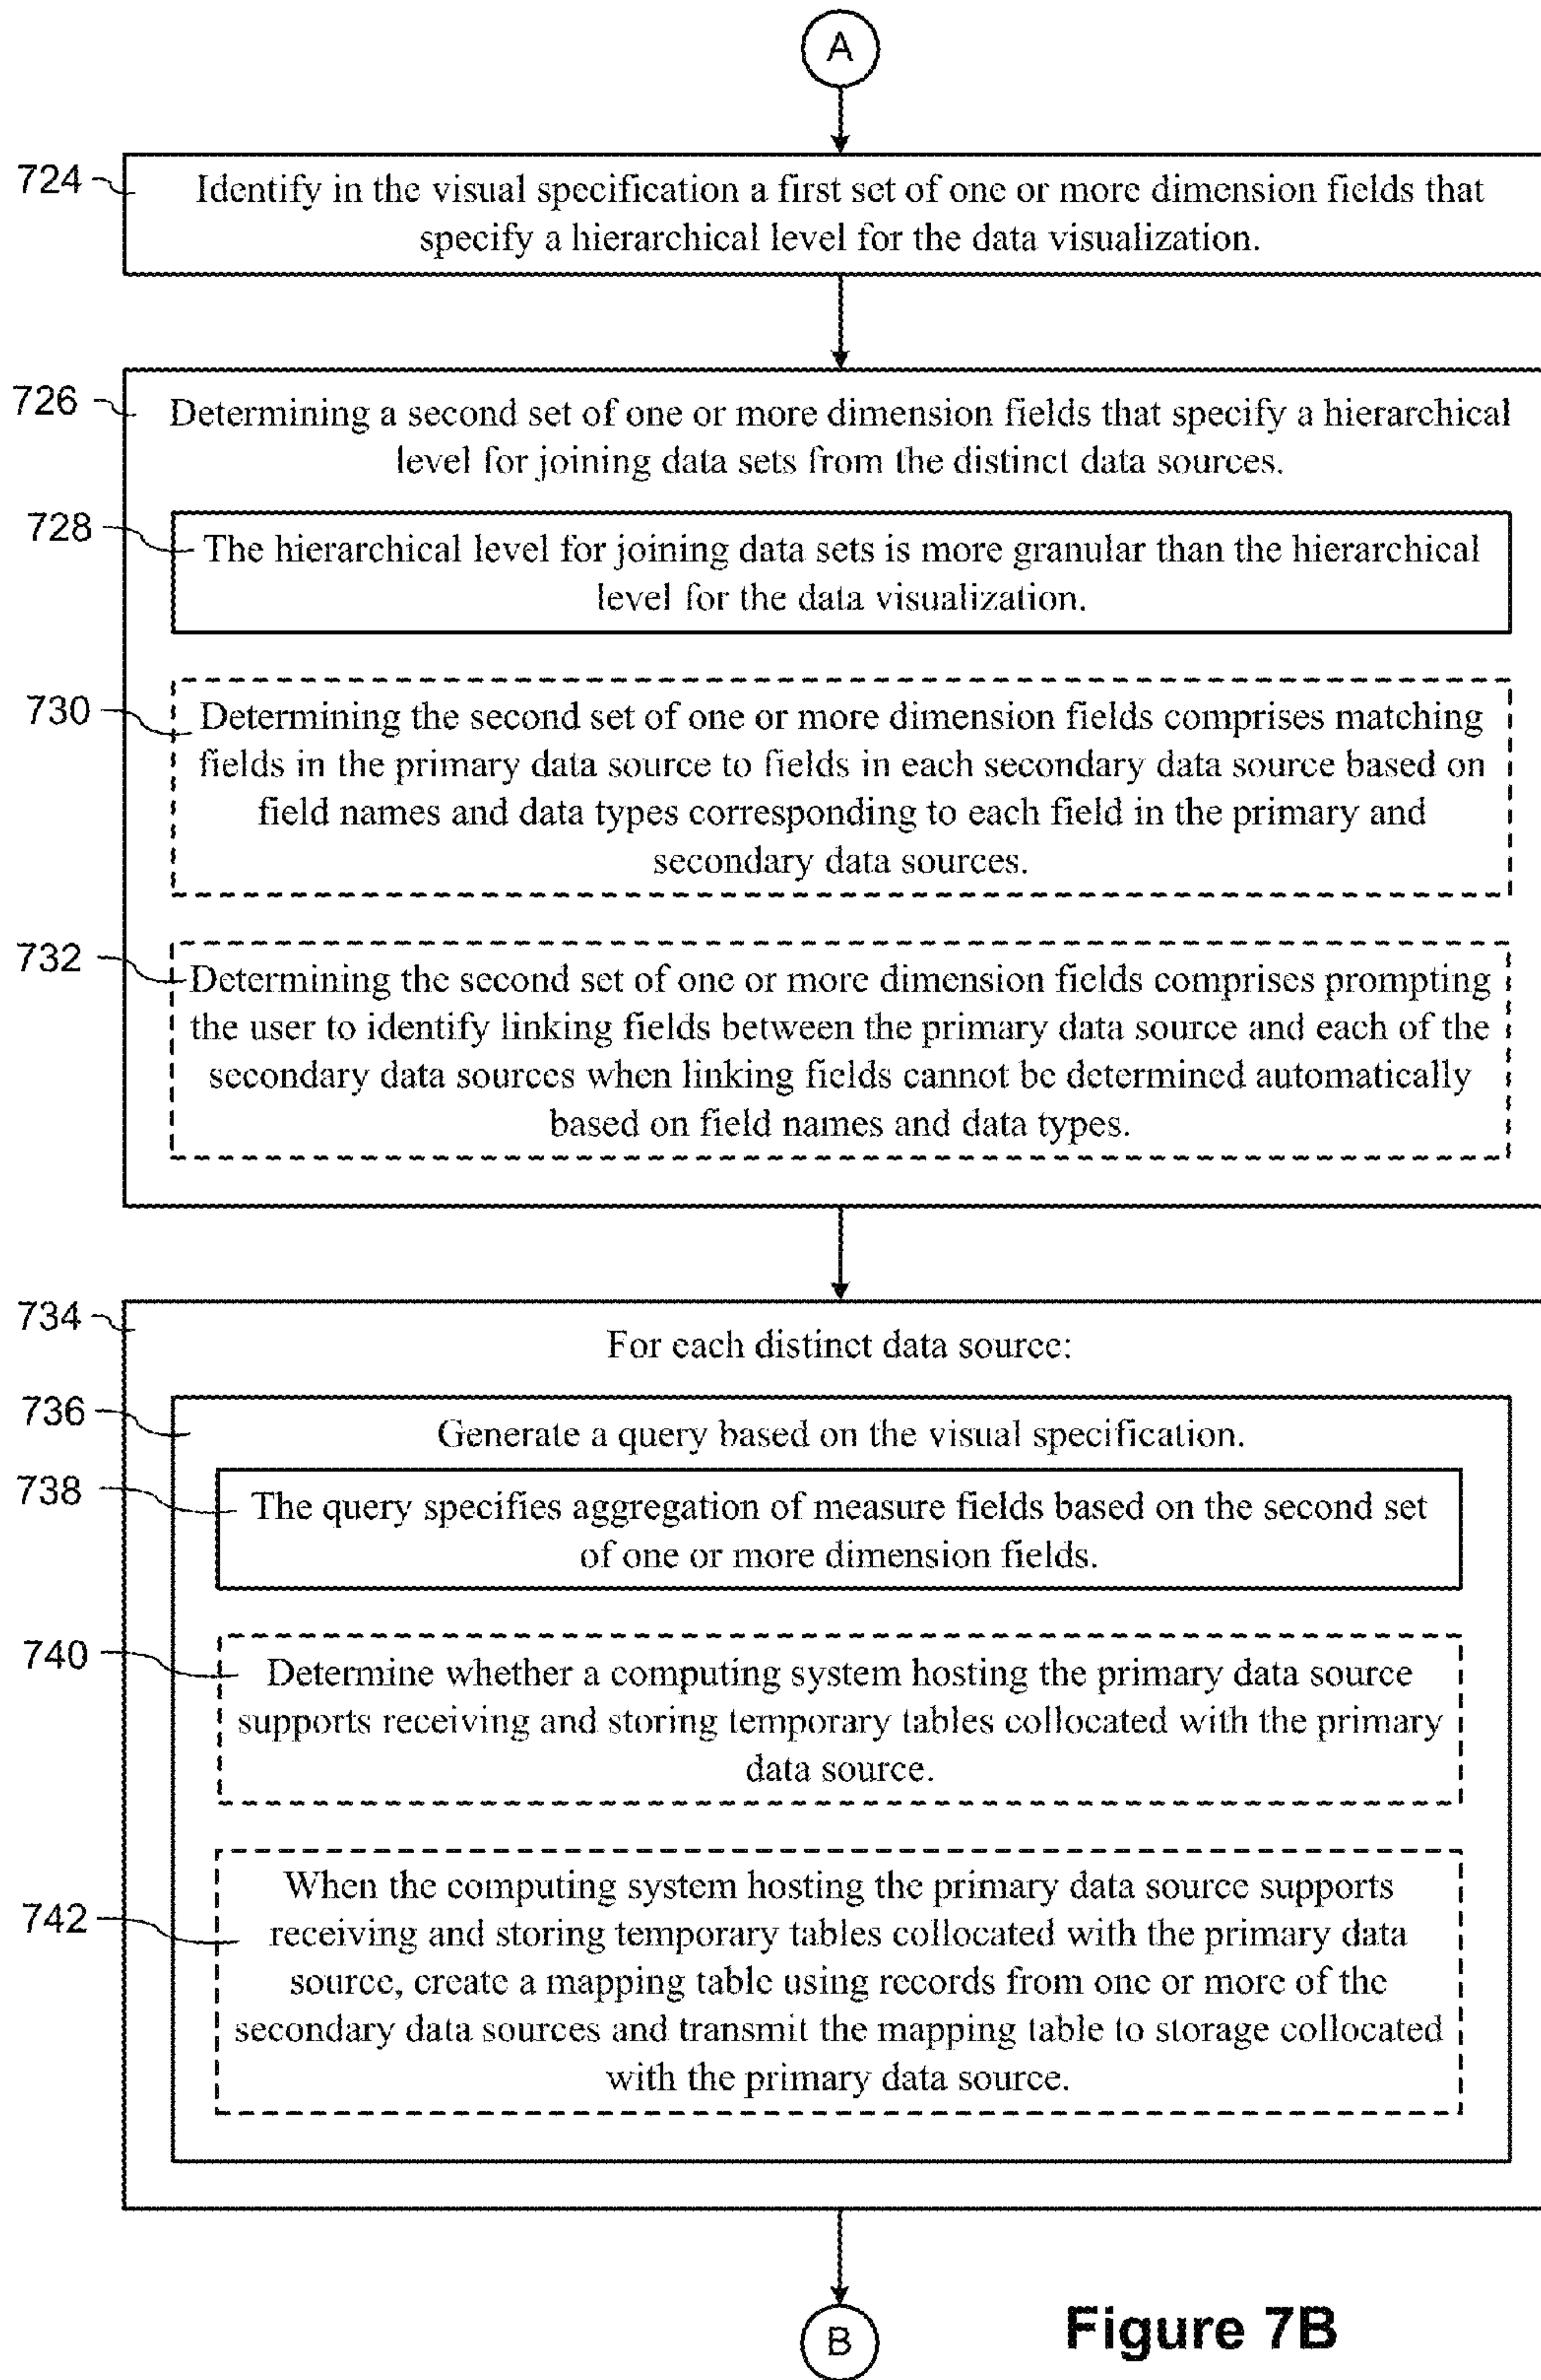 A
724
Identify in the visual specification a first set of one or more dimension fields that
specify a hierarchical level for the data visualization.
726
Determining a second set of one or more dimension fields that specify a hierarchical
level for joining data sets from the distinct data sources.
728
The hierarchical level for joining data sets is more granular than the hierarchical
level for the data visualization.
730
Determining the second set of one or more dimension fields comprises matching
fields in the primary data source to fields in each secondary data source based on
field names and data types corresponding to each field in the primary and
secondary data sources.
732
Determining the second set of one or more dimension fields comprises prompting
the user to identify linking fields between the primary data source and each of the
secondary data sources when linking fields cannot be determined automatically
based on field names and data types.
734
For each distinct data source:
736
Generate a query based on the visual specification.
738
The query specifies aggregation of measure fields based on the second set
of one or more dimension fields.
740
Determine whether a computing system hosting the primary data source
supports receiving and storing temporary tables collocated with the primary
data source.
742
When the computing system hosting the primary data source supports
receiving and storing temporary tables collocated with the primary data
source, create a mapping table using records from one or more of the
secondary data sources and transmit the mapping table to storage collocated
with the primary data source.
B
Figure 7B